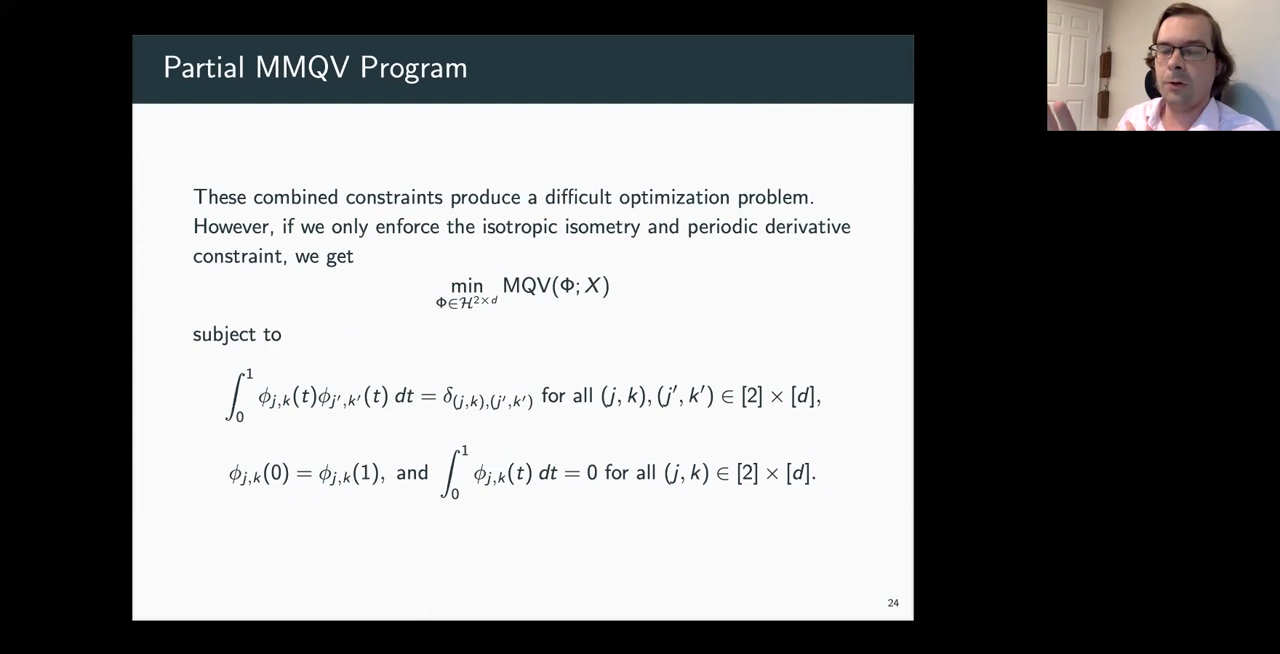 Partial MMQV Program
These combined constraints produce a difficult optimization problem.
However, if we only enforce the isotropic isometry and periodic derivative
constraint, we get
min_{Φ∈ℋ^{2×d}} MQV(Φ; X)
subject to
∫_0^1 ϕ_{j,k}(t)ϕ_{j′,k′}(t) dt = δ_{(j,k),(j′,k′)} for all (j, k), (j′, k′) ∈ [2] × [d],
ϕ_{j,k}(0) = ϕ_{j,k}(1), and ∫_0^1 ϕ_{j,k}(t) dt = 0 for all (j, k) ∈ [2] × [d].
24